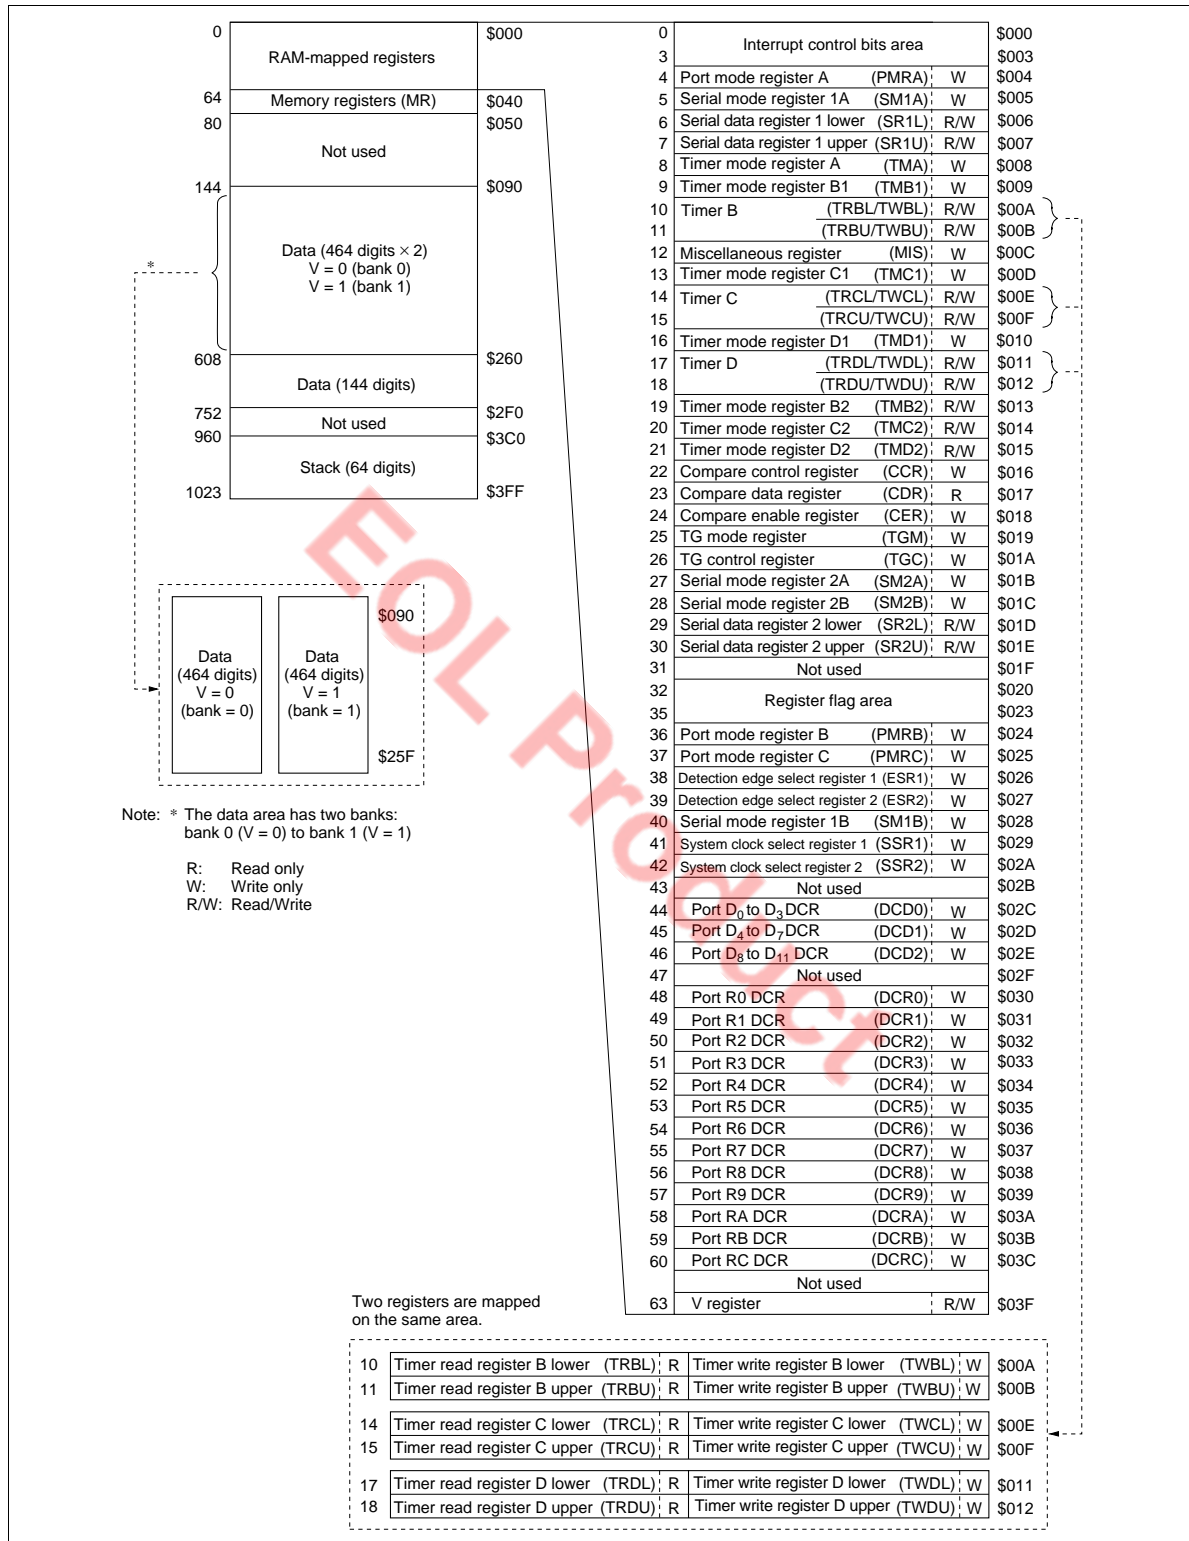 0 $000
RAM-mapped registers
64 Memory registers (MR) $040
80 $050
Not used
144 $090
Data (464 digits × 2)
V = 0 (bank 0)
V = 1 (bank 1)
*
608 $260
Data (144 digits)
752 $2F0
Not used
960 $3C0
Stack (64 digits)
1023 $3FF
$090
Data
(464 digits)
V = 0
(bank = 0)
Data
(464 digits)
V = 1
(bank = 1)
$25F
Note: * The data area has two banks:
bank 0 (V = 0) to bank 1 (V = 1)
R: Read only
W: Write only
R/W: Read/Write
0 $000
Interrupt control bits area
3 $003
4 Port mode register A (PMRA) W $004
5 Serial mode register 1A (SM1A) W $005
6 Serial data register 1 lower (SR1L) R/W $006
7 Serial data register 1 upper (SR1U) R/W $007
8 Timer mode register A (TMA) W $008
9 Timer mode register B1 (TMB1) W $009
10 Timer B (TRBL/TWBL) R/W $00A
11 (TRBU/TWBU) R/W $00B
12 Miscellaneous register (MIS) W $00C
13 Timer mode register C1 (TMC1) W $00D
14 Timer C (TRCL/TWCL) R/W $00E
15 (TRCU/TWCU) R/W $00F
16 Timer mode register D1 (TMD1) W $010
17 Timer D (TRDL/TWDL) R/W $011
18 (TRDU/TWDU) R/W $012
19 Timer mode register B2 (TMB2) R/W $013
20 Timer mode register C2 (TMC2) R/W $014
21 Timer mode register D2 (TMD2) R/W $015
22 Compare control register (CCR) W $016
23 Compare data register (CDR) R $017
24 Compare enable register (CER) W $018
25 TG mode register (TGM) W $019
26 TG control register (TGC) W $01A
27 Serial mode register 2A (SM2A) W $01B
28 Serial mode register 2B (SM2B) W $01C
29 Serial data register 2 lower (SR2L) R/W $01D
30 Serial data register 2 upper (SR2U) R/W $01E
31 Not used $01F
32 $020
Register flag area
35 $023
36 Port mode register B (PMRB) W $024
37 Port mode register C (PMRC) W $025
38 Detection edge select register 1 (ESR1) W $026
39 Detection edge select register 2 (ESR2) W $027
40 Serial mode register 1B (SM1B) W $028
41 System clock select register 1 (SSR1) W $029
42 System clock select register 2 (SSR2) W $02A
43 Not used $02B
44 Port D0 to D3 DCR (DCD0) W $02C
45 Port D4 to D7 DCR (DCD1) W $02D
46 Port D8 to D11 DCR (DCD2) W $02E
47 Not used $02F
48 Port R0 DCR (DCR0) W $030
49 Port R1 DCR (DCR1) W $031
50 Port R2 DCR (DCR2) W $032
51 Port R3 DCR (DCR3) W $033
52 Port R4 DCR (DCR4) W $034
53 Port R5 DCR (DCR5) W $035
54 Port R6 DCR (DCR6) W $036
55 Port R7 DCR (DCR7) W $037
56 Port R8 DCR (DCR8) W $038
57 Port R9 DCR (DCR9) W $039
58 Port RA DCR (DCRA) W $03A
59 Port RB DCR (DCRB) W $03B
60 Port RC DCR (DCRC) W $03C
Not used
63 V register R/W $03F
Two registers are mapped
on the same area.
10 Timer read register B lower (TRBL) R Timer write register B lower (TWBL) W $00A
11 Timer read register B upper (TRBU) R Timer write register B upper (TWBU) W $00B
14 Timer read register C lower (TRCL) R Timer write register C lower (TWCL) W $00E
15 Timer read register C upper (TRCU) R Timer write register C upper (TWCU) W $00F
17 Timer read register D lower (TRDL) R Timer write register D lower (TWDL) W $011
18 Timer read register D upper (TRDU) R Timer write register D upper (TWDU) W $012
EOL Product